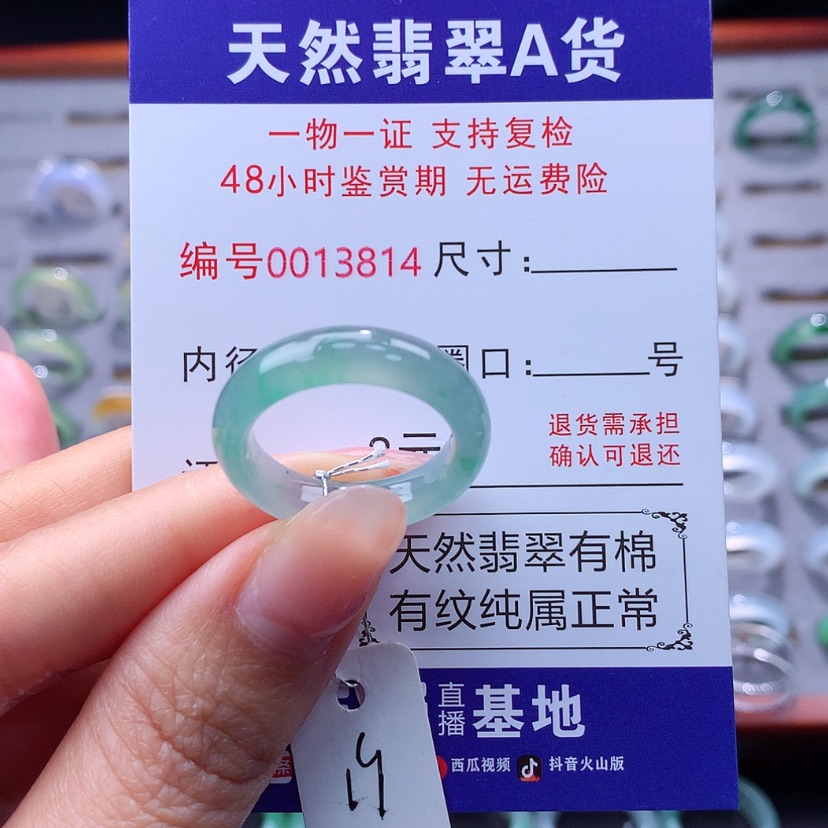 天然翡翠A货
一物一证 支持复检
48小时鉴赏期 无运费险
编号0013814 尺寸:
内径 圈口: 号
元
退货需承担
确认可退还
天然翡翠有棉
有纹纯属正常
直播基地
西瓜视频 抖音火山版